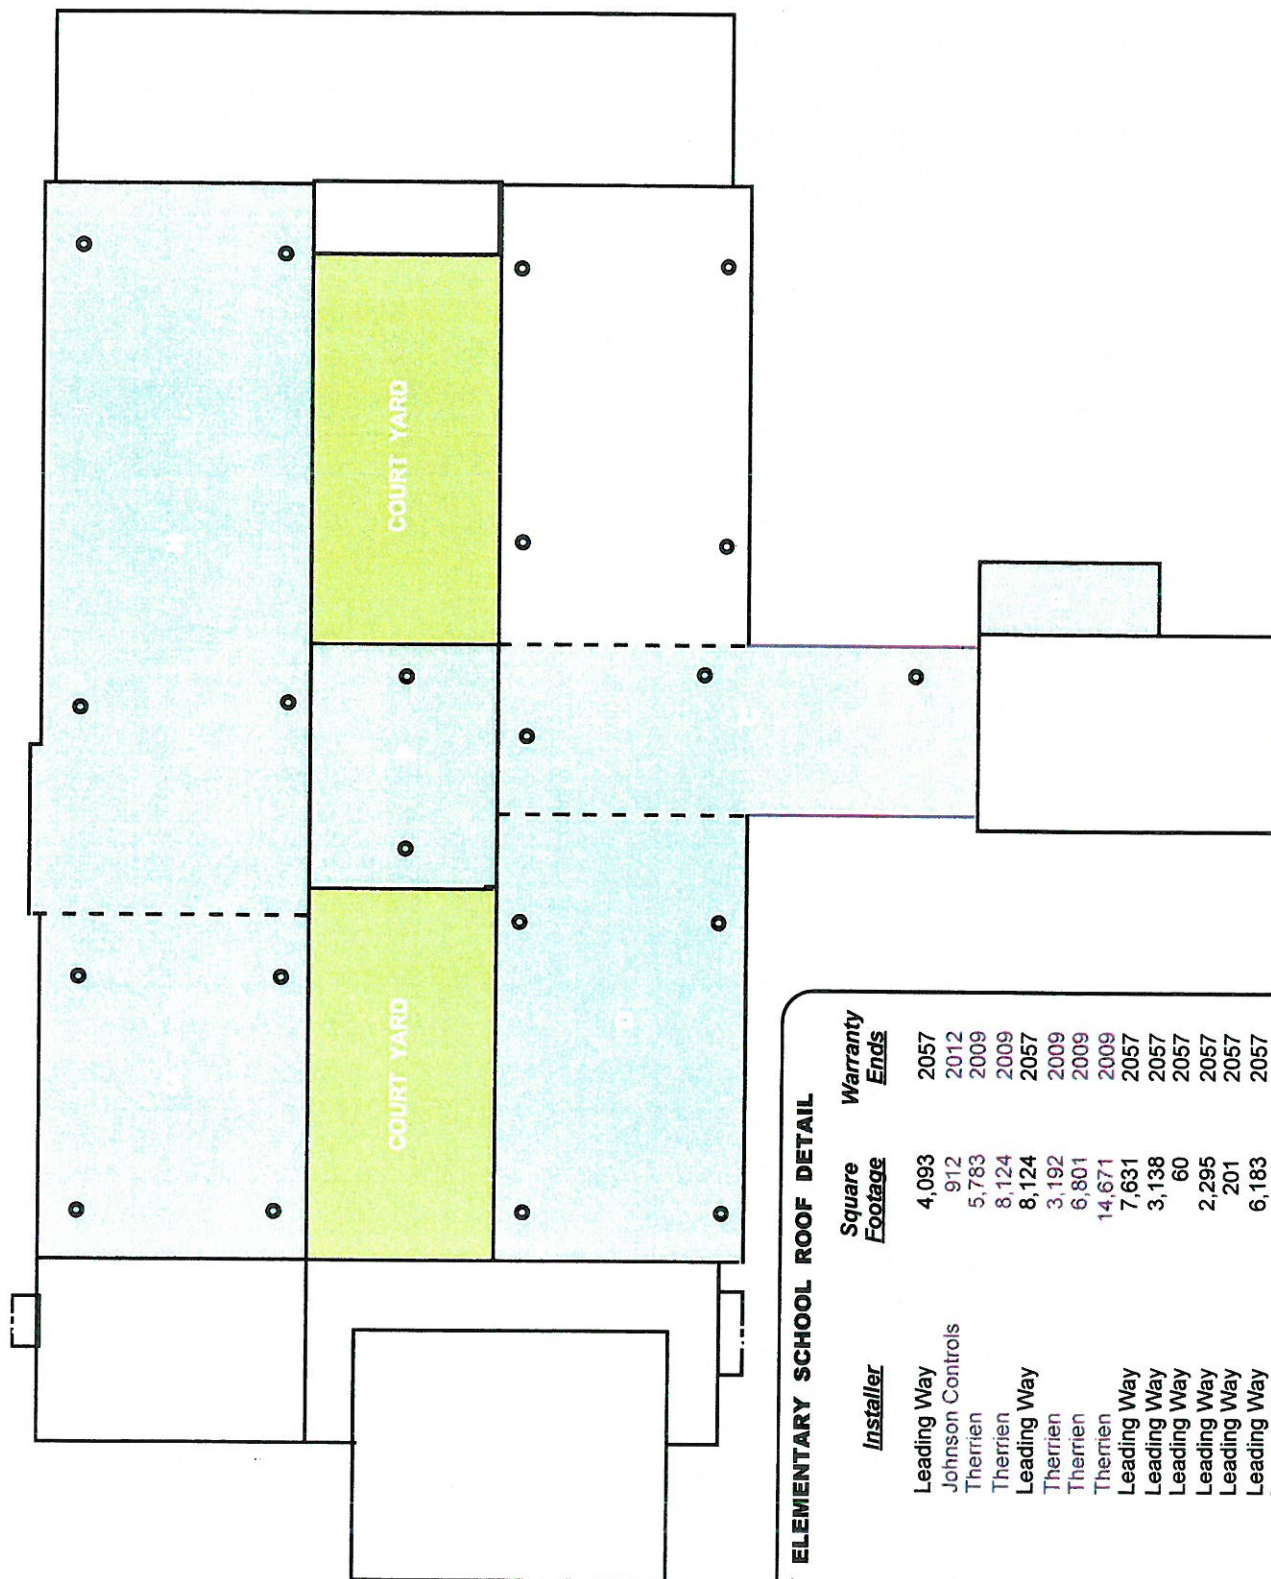 COURT YARD
COURT YARD
ELEMENTARY SCHOOL ROOF DETAIL
Installer Square Footage Warranty Ends
Leading Way 4,093 2057
Johnson Controls 912 2012
Therrien 5,783 2009
Therrien 8,124 2009
Leading Way 8,124 2057
Therrien 3,192 2009
Therrien 6,801 2009
Therrien 14,671 2009
Leading Way 7,631 2057
Leading Way 3,138 2057
Leading Way 60 2057
Leading Way 2,295 2057
Leading Way 201 2057
Leading Way 6,183 2057